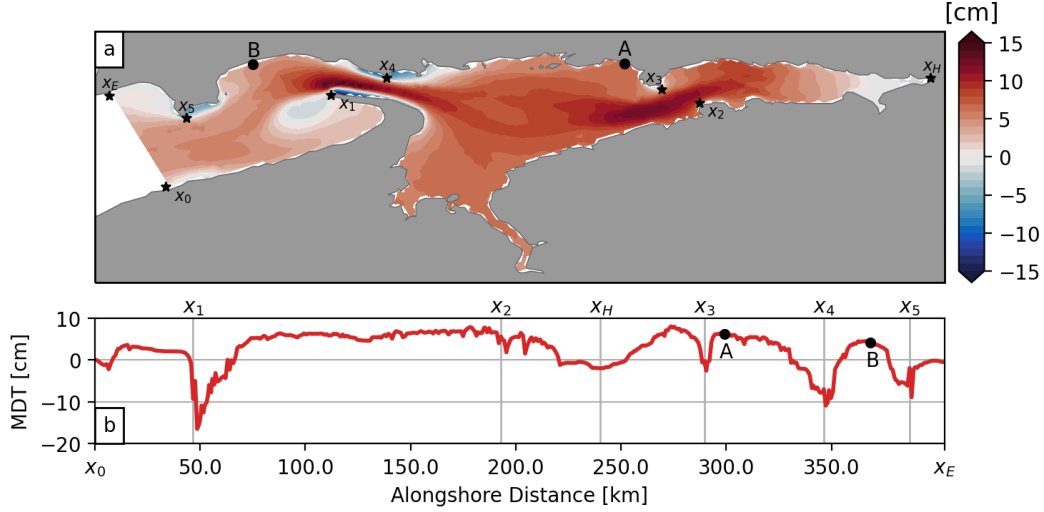 [cm]
a
B
A
x_E
x_5
x_4
x_1
x_0
x_3
x_2
x_H
15
10
5
0
−5
−10
−15
x_1 x_2 x_H x_3 x_4 x_5
MDT [cm]
10
0
−10
−20
A
B
b
x_0 50.0 100.0 150.0 200.0 250.0 300.0 350.0 x_E
Alongshore Distance [km]